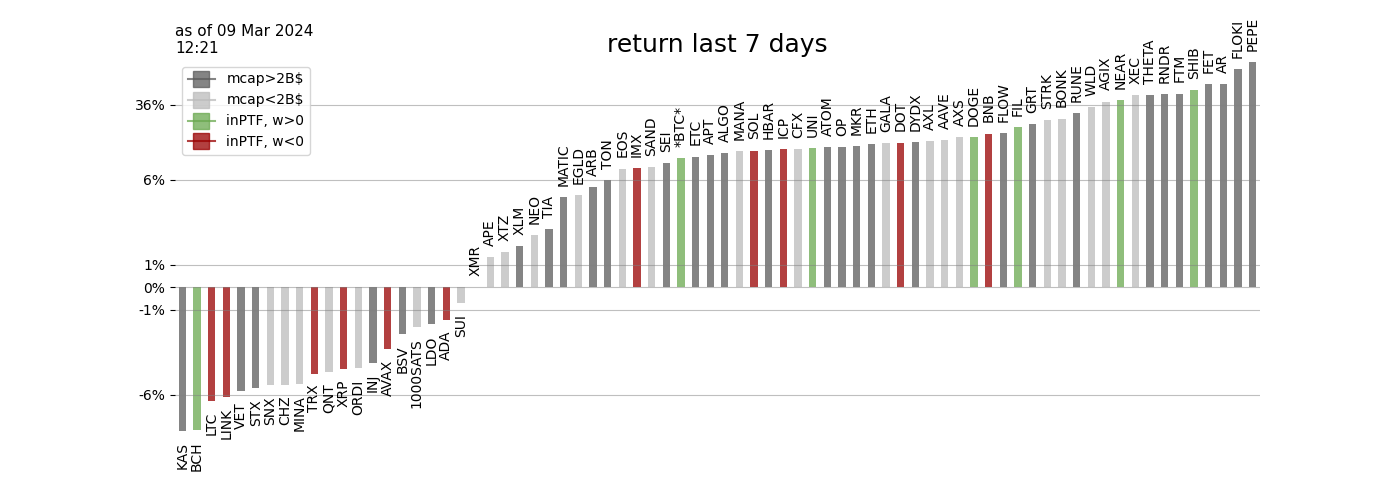 as of 09 Mar 2024
12:21
return last 7 days
mcap>2B$
mcap<2B$
inPTF, w>0
inPTF, w<0
36%
6%
1%
0%
-1%
-6%
KAS
BCH
LTC
LINK
VET
STX
SNX
CHZ
MINA
TRX
QNT
XRP
ORDI
INJ
AVAX
BSV
1000SATS
LDO
ADA
SUI
XMR
APE
XTZ
XLM
NEO
TIA
MATIC
EGLD
ARB
TON
EOS
IMX
SAND
SEI
*BTC*
ETC
APT
ALGO
MANA
SOL
HBAR
ICP
CFX
UNI
ATOM
OP
MKR
ETH
GALA
DOT
DYDX
AXL
AAVE
AXS
DOGE
BNB
FLOW
FIL
GRT
STRK
BONK
RUNE
WLD
AGIX
NEAR
XEC
THETA
RNDR
FTM
SHIB
FET
AR
FLOKI
PEPE